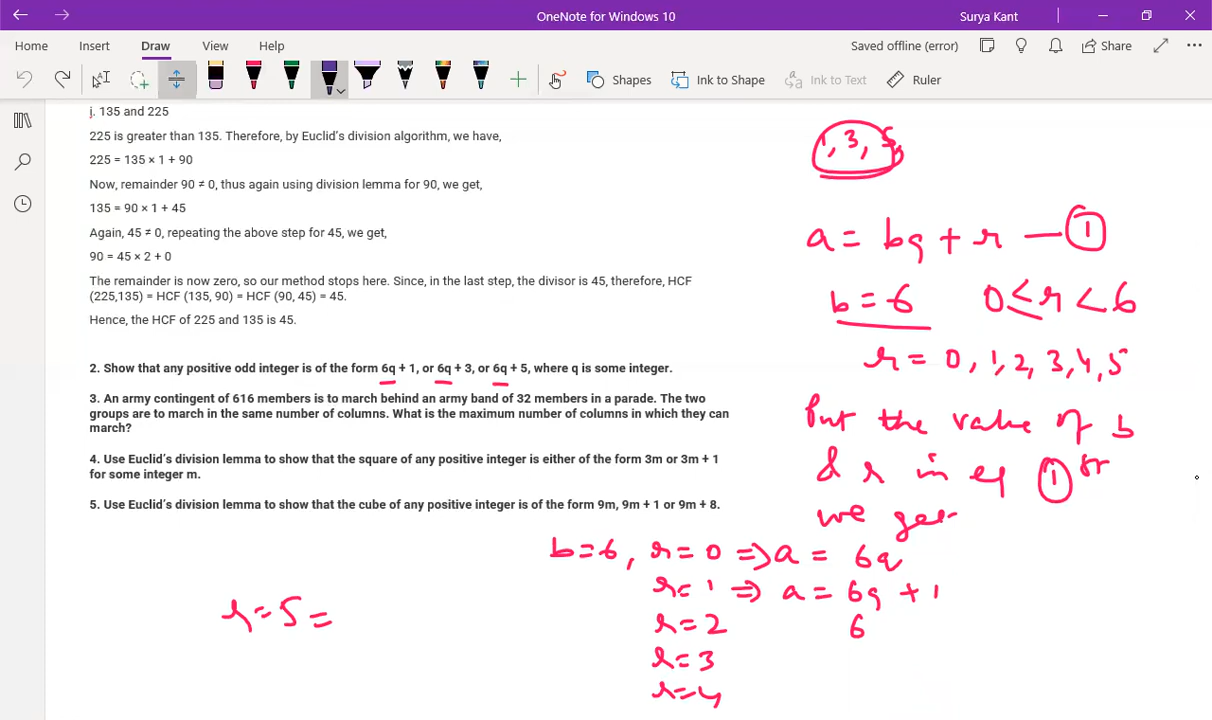 OneNote for Windows 10
Surya Kant
Home Insert Draw View Help
Saved offline (error) Share
Shapes Ink to Shape Ink to Text Ruler
j. 135 and 225
225 is greater than 135. Therefore, by Euclid's division algorithm, we have,
225 = 135 × 1 + 90
Now, remainder 90 ≠ 0, thus again using division lemma for 90, we get,
135 = 90 × 1 + 45
Again, 45 ≠ 0, repeating the above step for 45, we get,
90 = 45 × 2 + 0
The remainder is now zero, so our method stops here. Since, in the last step, the divisor is 45, therefore, HCF
(225,135) = HCF (135, 90) = HCF (90, 45) = 45.
Hence, the HCF of 225 and 135 is 45.
2. Show that any positive odd integer is of the form 6q + 1, or 6q + 3, or 6q + 5, where q is some integer.
3. An army contingent of 616 members is to march behind an army band of 32 members in a parade. The two
groups are to march in the same number of columns. What is the maximum number of columns in which they can
march?
4. Use Euclid's division lemma to show that the square of any positive integer is either of the form 3m or 3m + 1
for some integer m.
5. Use Euclid's division lemma to show that the cube of any positive integer is of the form 9m, 9m + 1 or 9m + 8.
1, 3, 5,
a = bq + r — 1
b = 6 0 ≤ r < 6
r = 0, 1, 2, 3, 4, 5
Put the value of b
& r in eq 1
we get
b = 6, r = 0 => a = 6q
r = 1 => a = 6q + 1
r = 2 6
r = 3
r = 4
r = 5 =